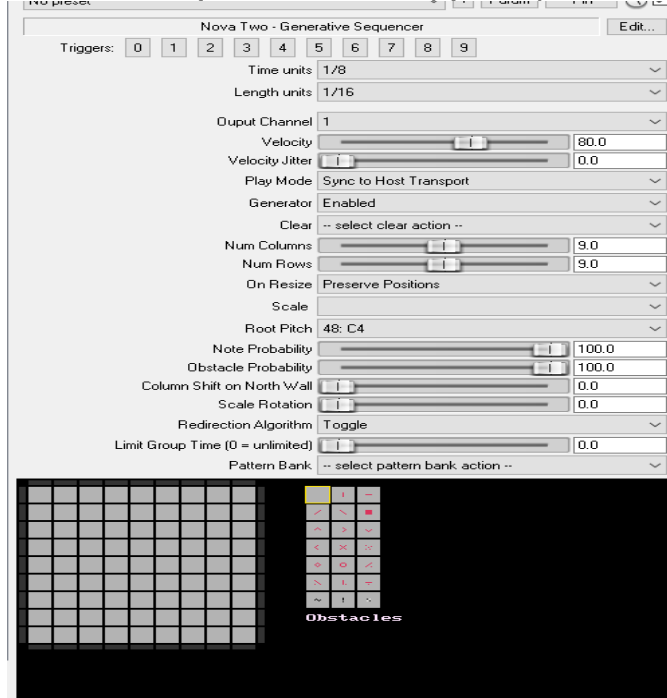 No preset Param Pin
Nova Two - Generative Sequencer Edit...
Triggers: 0 1 2 3 4 5 6 7 8 9
Time units 1/8
Length units 1/16
Ouput Channel 1
Velocity 80.0
Velocity Jitter 0.0
Play Mode Sync to Host Transport
Generator Enabled
Clear -- select clear action --
Num Columns 9.0
Num Rows 9.0
On Resize Preserve Positions
Scale
Root Pitch 48: C4
Note Probability 100.0
Obstacle Probability 100.0
Column Shift on North Wall 0.0
Scale Rotation 0.0
Redirection Algorithm Toggle
Limit Group Time (0 = unlimited) 0.0
Pattern Bank -- select pattern bank action --
Obstacles